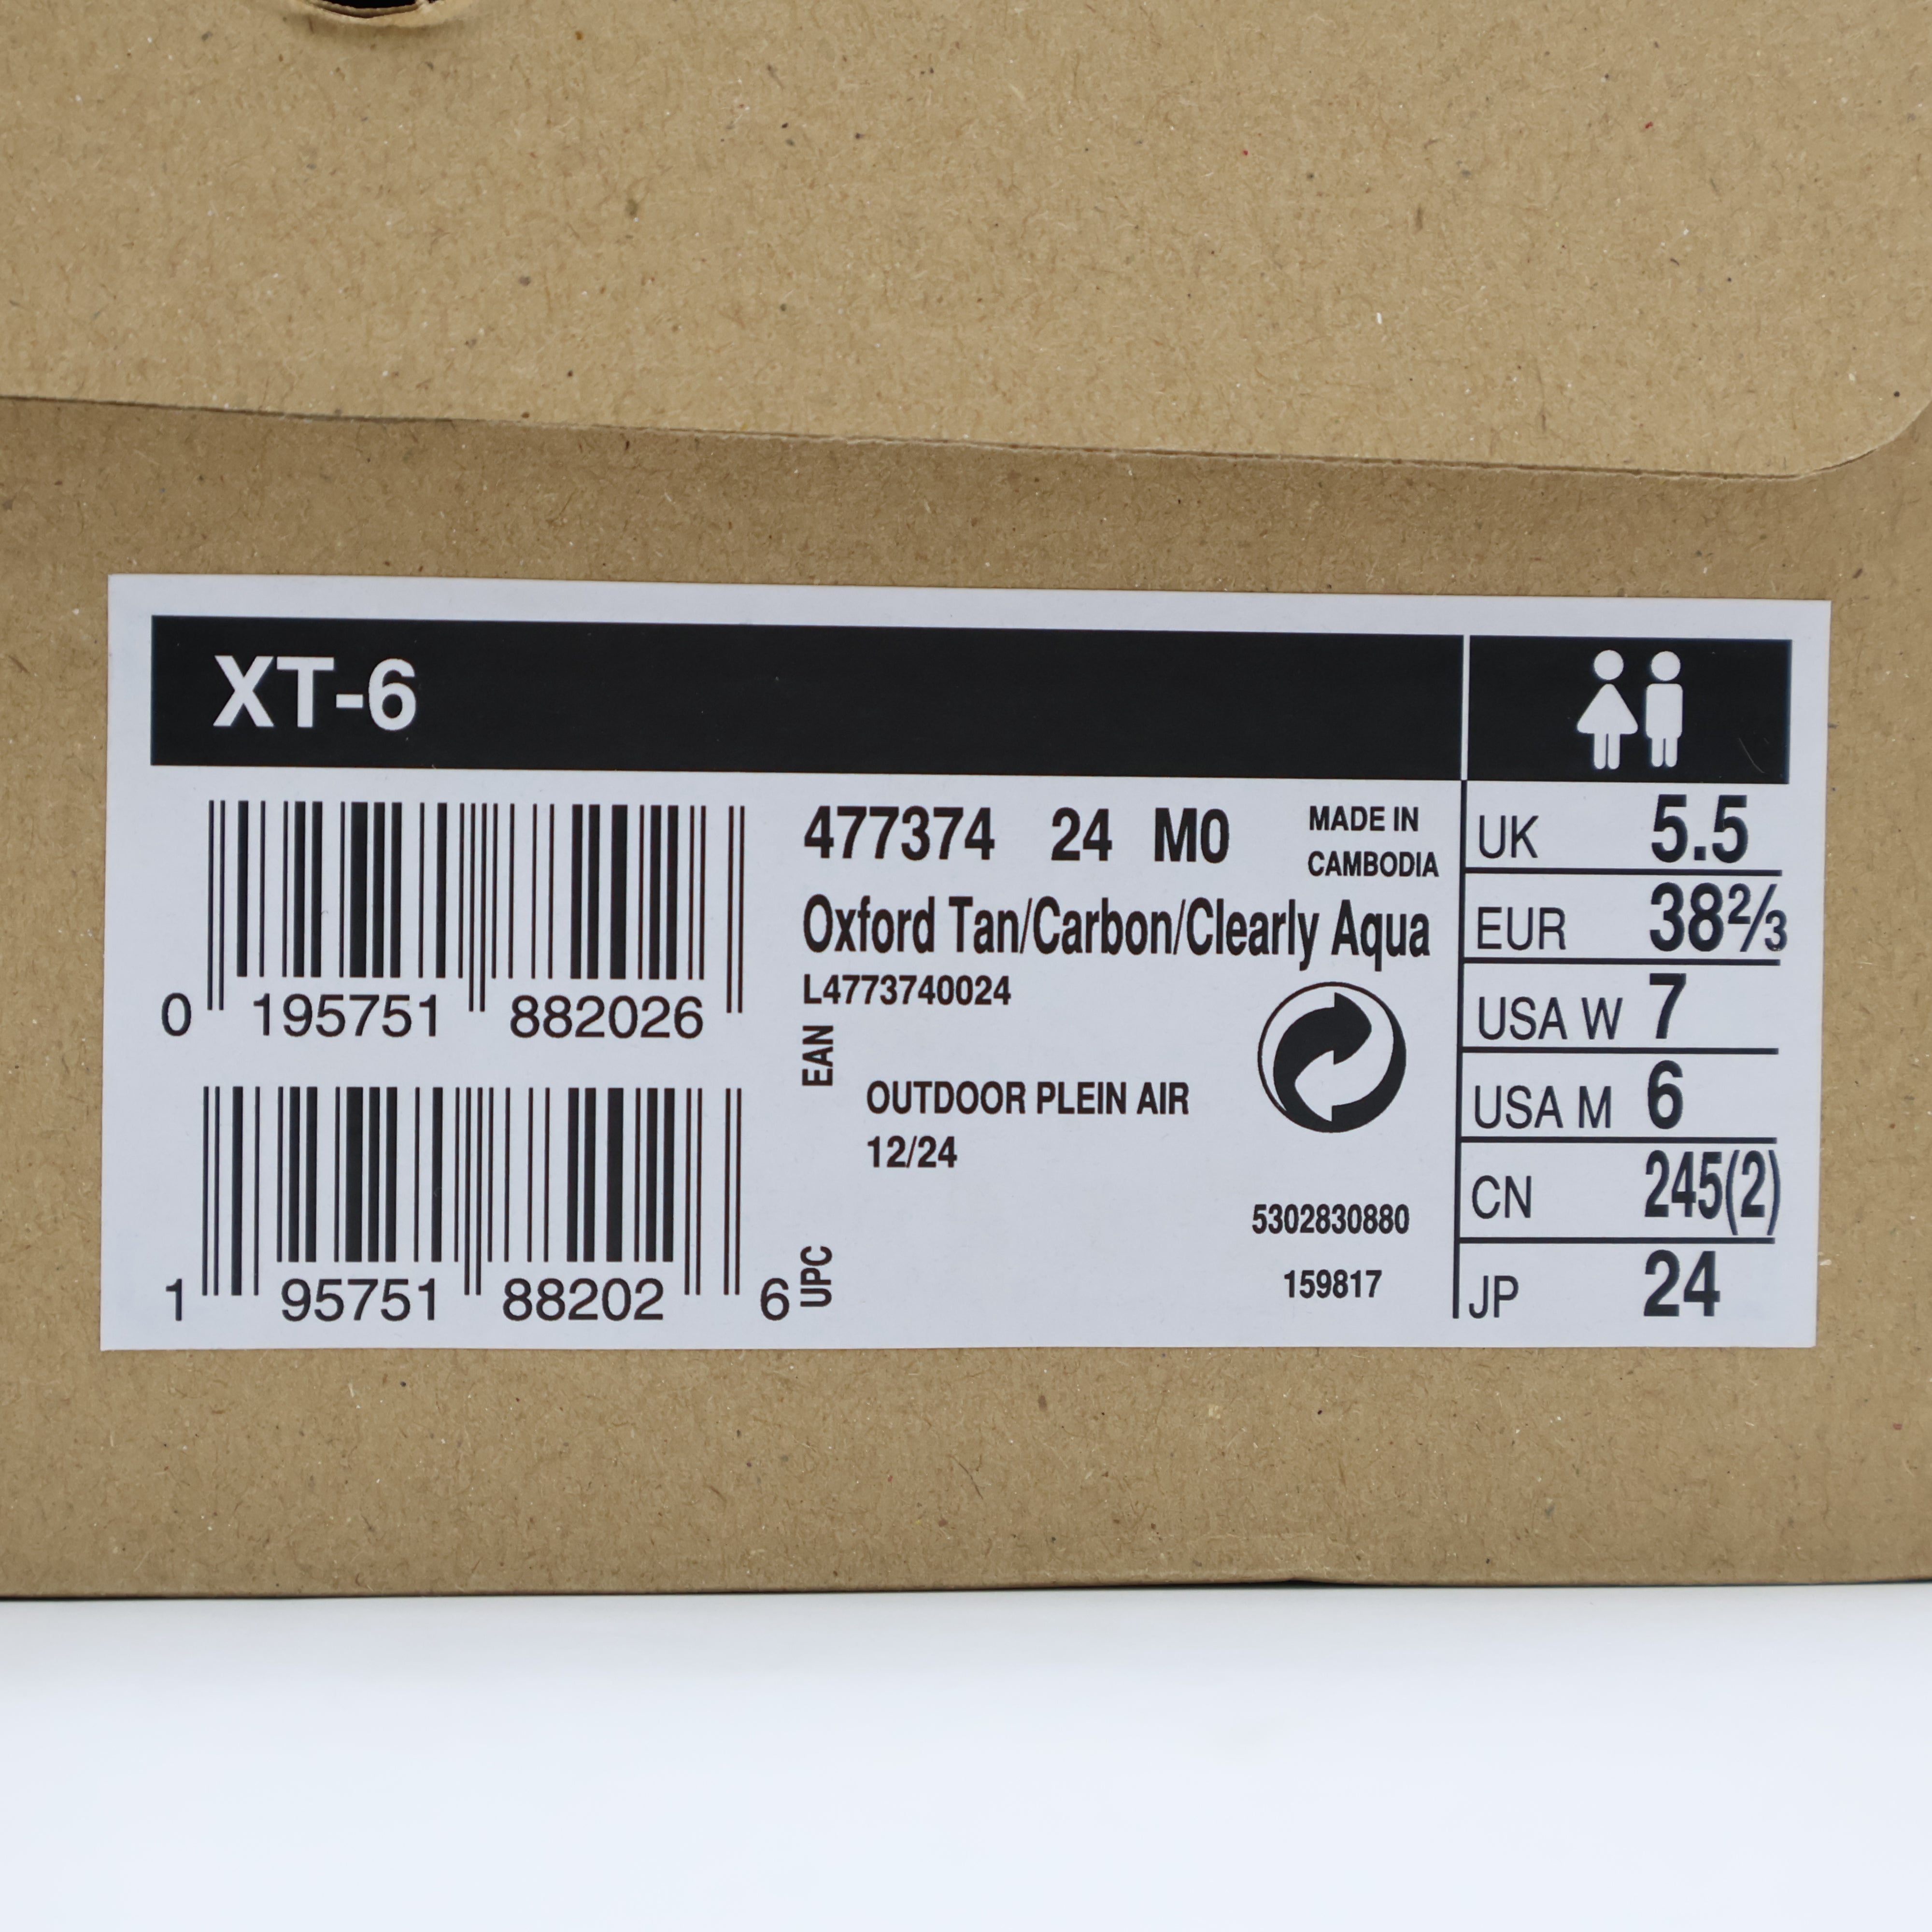 XT-6
477374 24 M0
MADE IN
CAMBODIA
Oxford Tan/Carbon/Clearly Aqua
L4773740024
0 195751 882026
EAN
OUTDOOR PLEIN AIR
12/24
5302830880
159817
1 95751 88202 6
UPC
UK 5.5
EUR 38⅔
USA W 7
USA M 6
CN 245(2)
JP 24